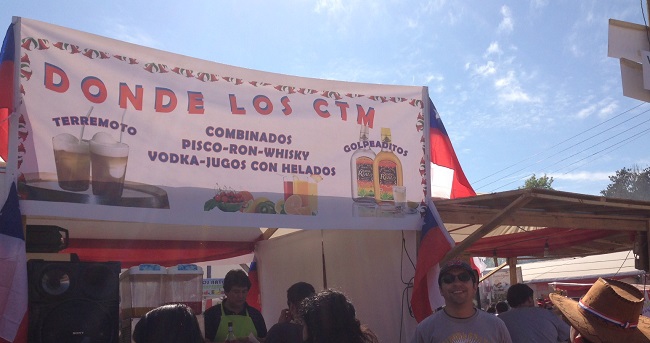 DONDE LOS CTM
TERREMOTO
COMBINADOS
PISCO-RON-WHISKY
VODKA-JUGOS CON HELADOS
GOLPEADITOS